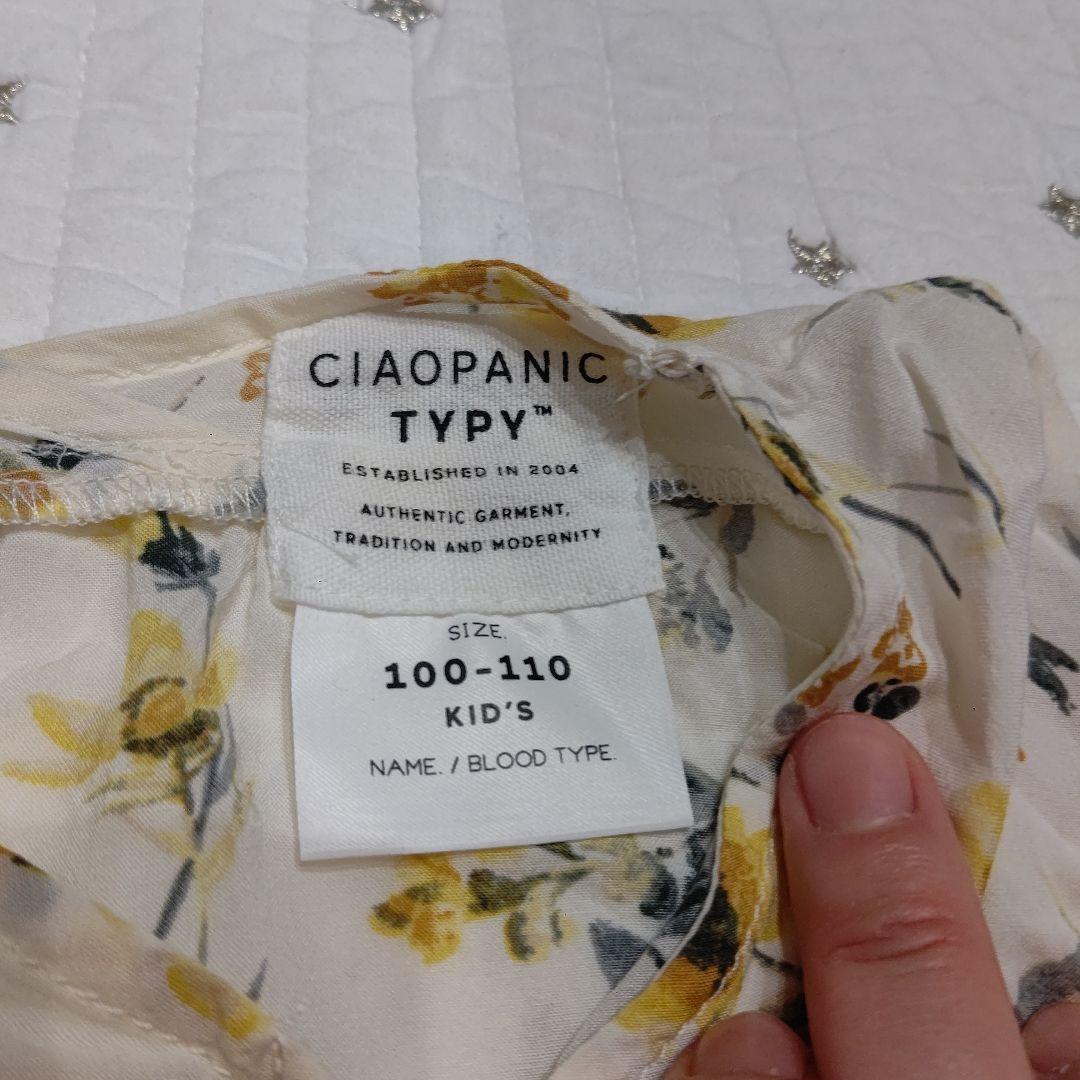 CIAOPANIC
TYPY™
ESTABLISHED IN 2004
AUTHENTIC GARMENT,
TRADITION AND MODERNITY
SIZE.
100-110
KID'S
NAME. / BLOOD TYPE.